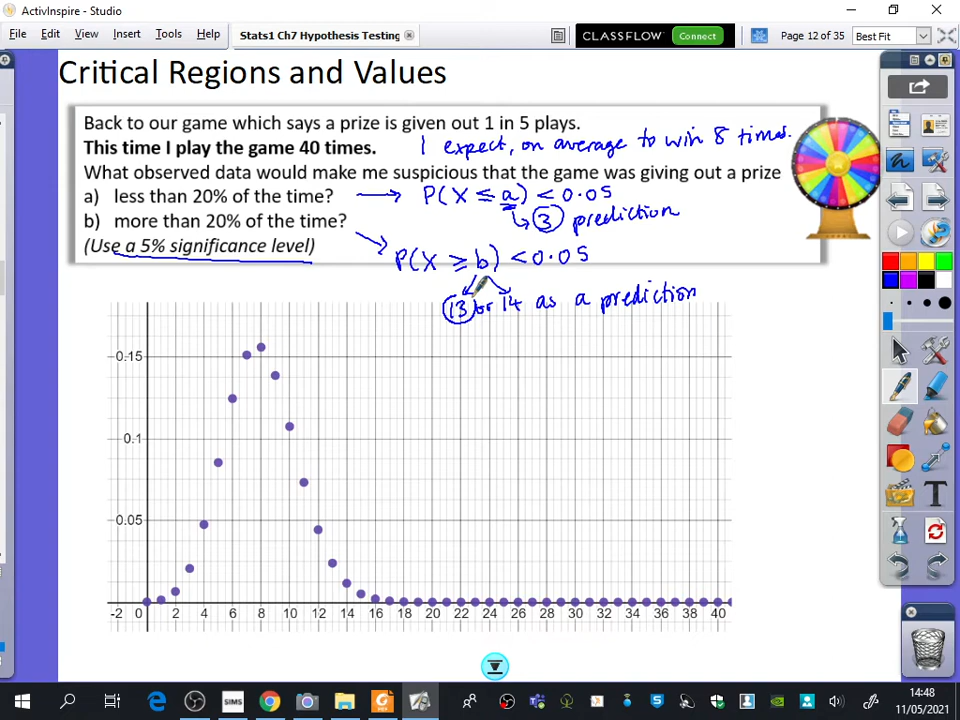 ActivInspire - Studio
File Edit View Insert Tools Help Stats1 Ch7 Hypothesis Testing CLASSFLOW Connect Page 12 of 35 Best Fit
Critical Regions and Values
Back to our game which says a prize is given out 1 in 5 plays.
I expect, on average to win 8 times.
This time I play the game 40 times.
What observed data would make me suspicious that the game was giving out a prize
a) less than 20% of the time? P(X ≤ a) < 0.05
3 prediction
b) more than 20% of the time?
(Use a 5% significance level) P(X ≥ b) < 0.05
13 or 14 as a prediction
0.15
0.1
0.05
-2 0 2 4 6 8 10 12 14 16 18 20 22 24 26 28 30 32 34 36 38 40
SIMS
14:48
11/05/2021